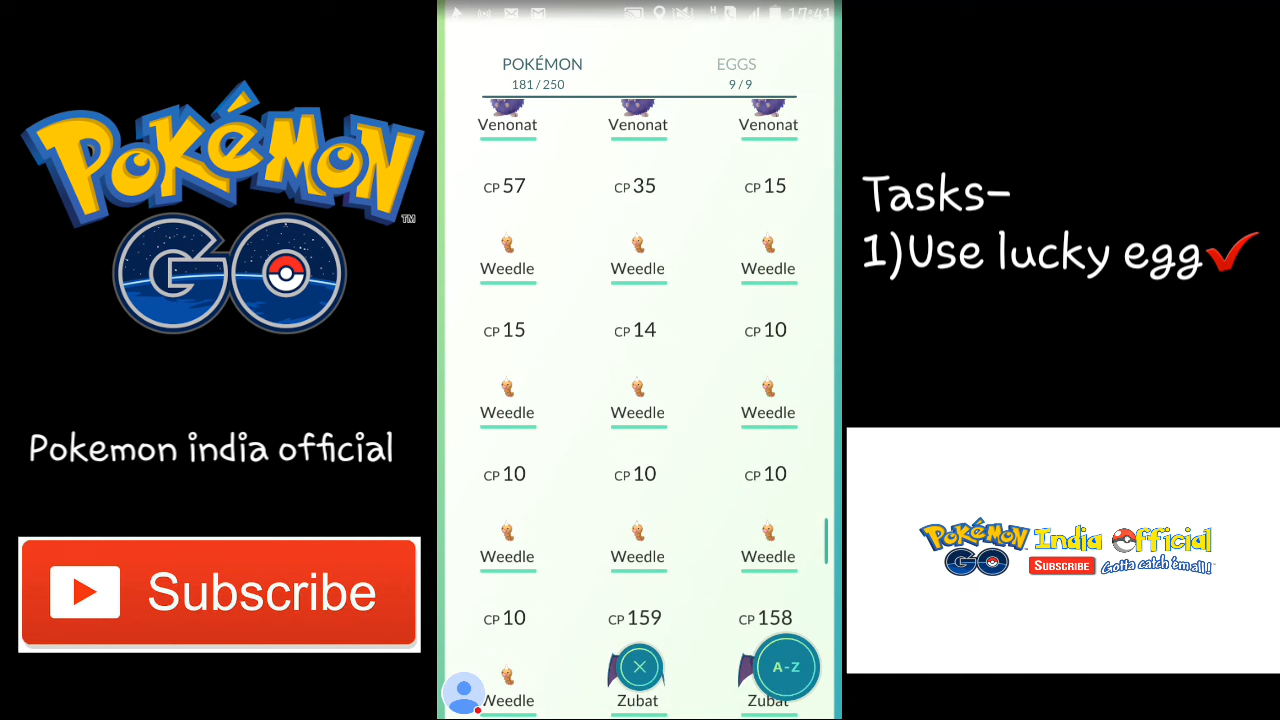 H 17:41
POKÉMON
GO
TM
Pokemon india official
Subscribe
POKÉMON EGGS
181 / 250 9 / 9
Venonat Venonat Venonat
CP 57 CP 35 CP 15
Weedle Weedle Weedle
CP 15 CP 14 CP 10
Weedle Weedle Weedle
CP 10 CP 10 CP 10
Weedle Weedle Weedle
CP 10 CP 159 CP 158
A-Z
Weedle Zubat Zubat
Tasks-
1)Use lucky egg
POKÉMON India Official
GO SUBSCRIBE Gotta catch 'em all!